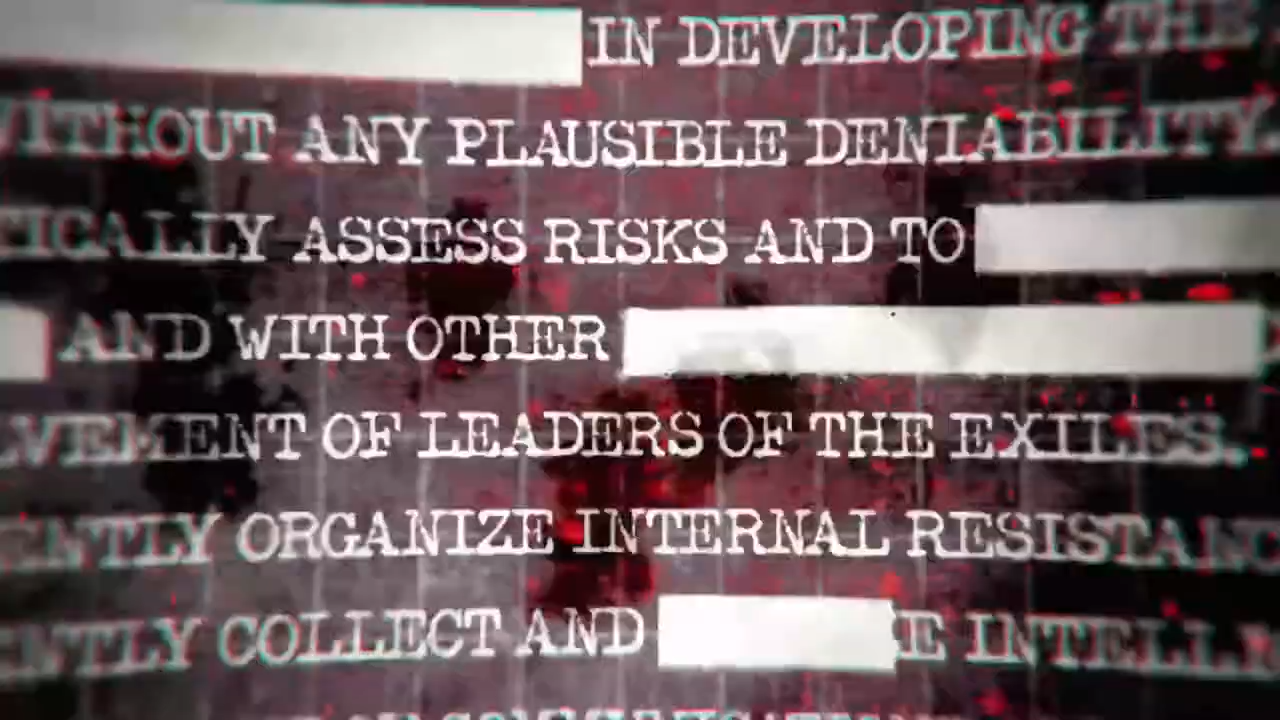 IN DEVELOPING THE
WITHOUT ANY PLAUSIBLE DENIABILITY.
ASSESS RISKS AND TO
AND WITH OTHER
OF LEADERS OF THE EXILES.
ORGANIZE INTERNAL
COLLECT AND